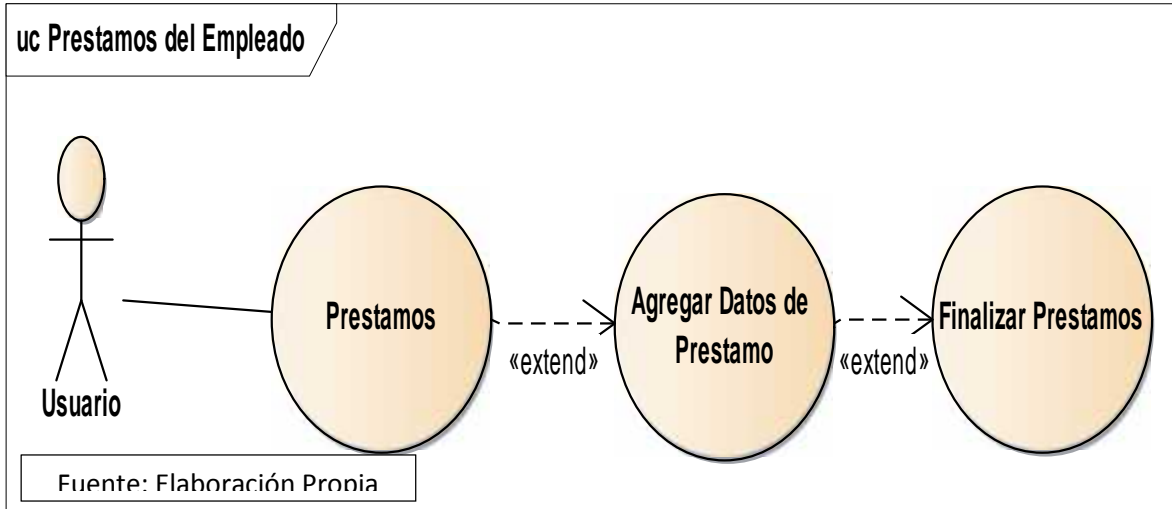 uc Prestamos del Empleado
Usuario
Prestamos
«extend»
Agregar Datos de
Prestamo
«extend»
Finalizar Prestamos
Fuente: Elaboración Propia